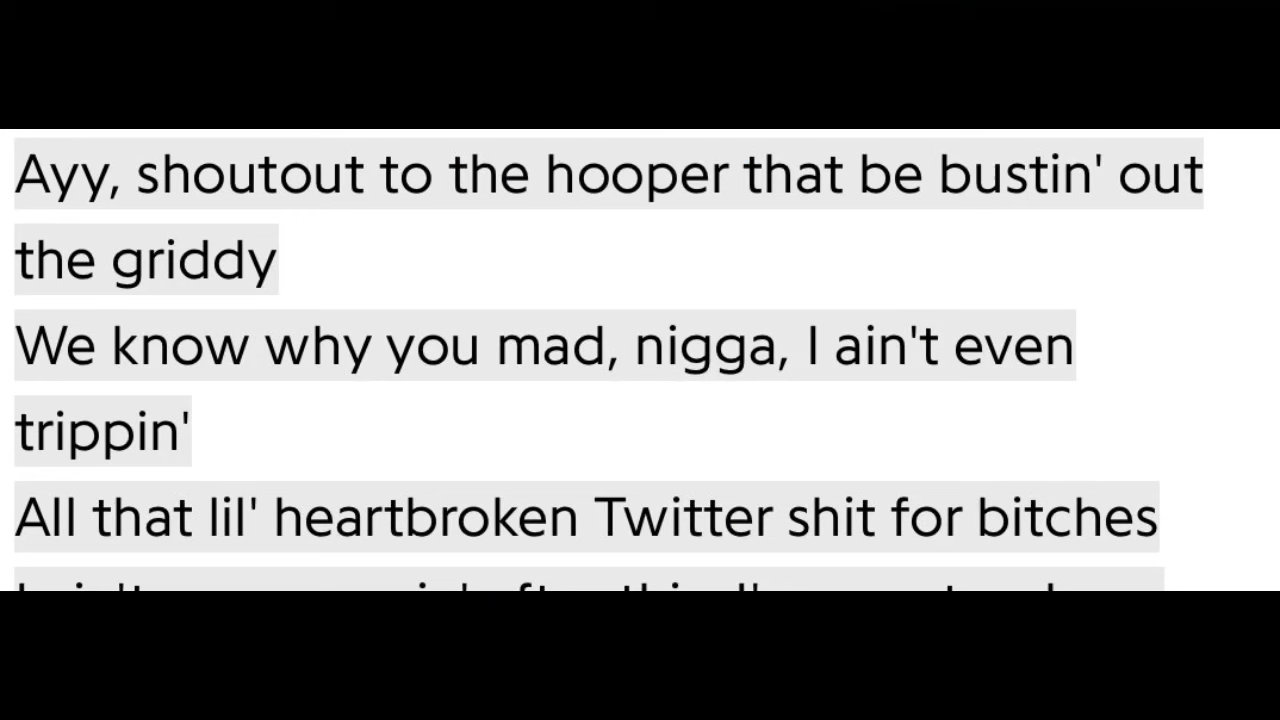 Ayy, shoutout to the hooper that be bustin' out
the griddy
We know why you mad, nigga, I ain't even
trippin'
All that lil' heartbroken Twitter shit for bitches